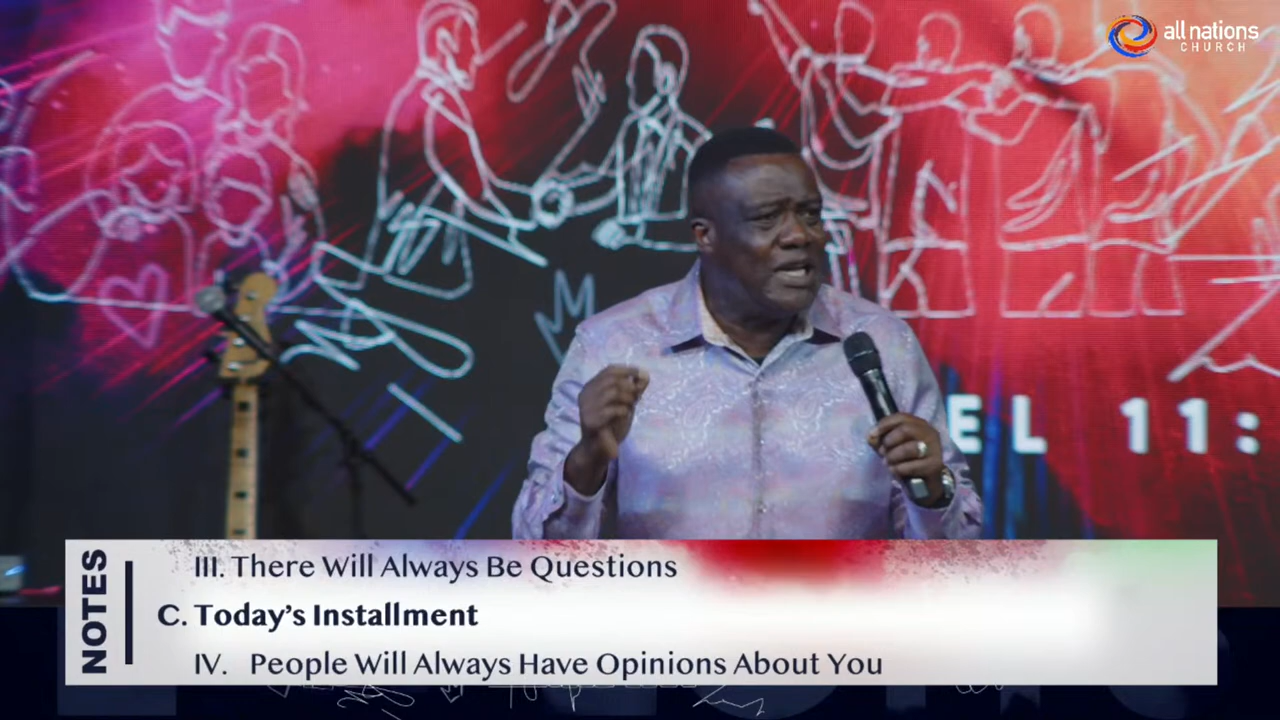 all nations
CHURCH
EL 11:
NOTES
III. There Will Always Be Questions
C. Today's Installment
IV. People Will Always Have Opinions About You